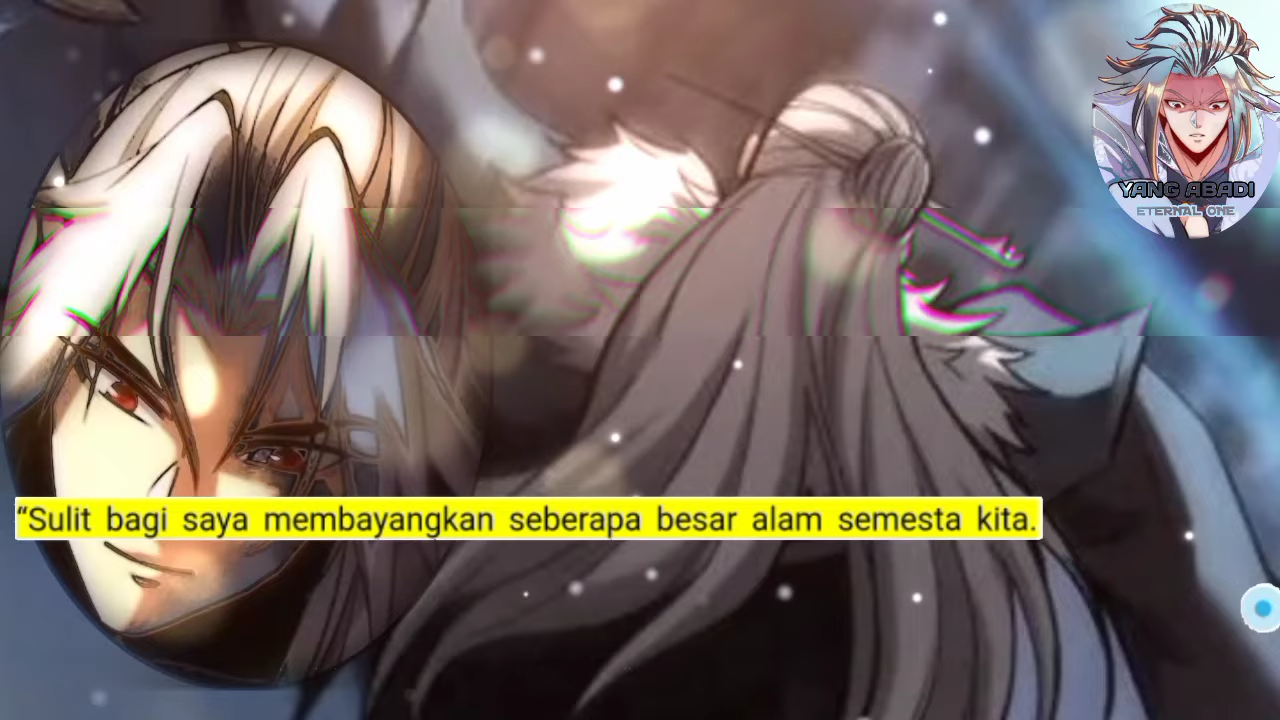 YANG ABADI
ETERNAL ONE
“Sulit bagi saya membayangkan seberapa besar alam semesta kita.